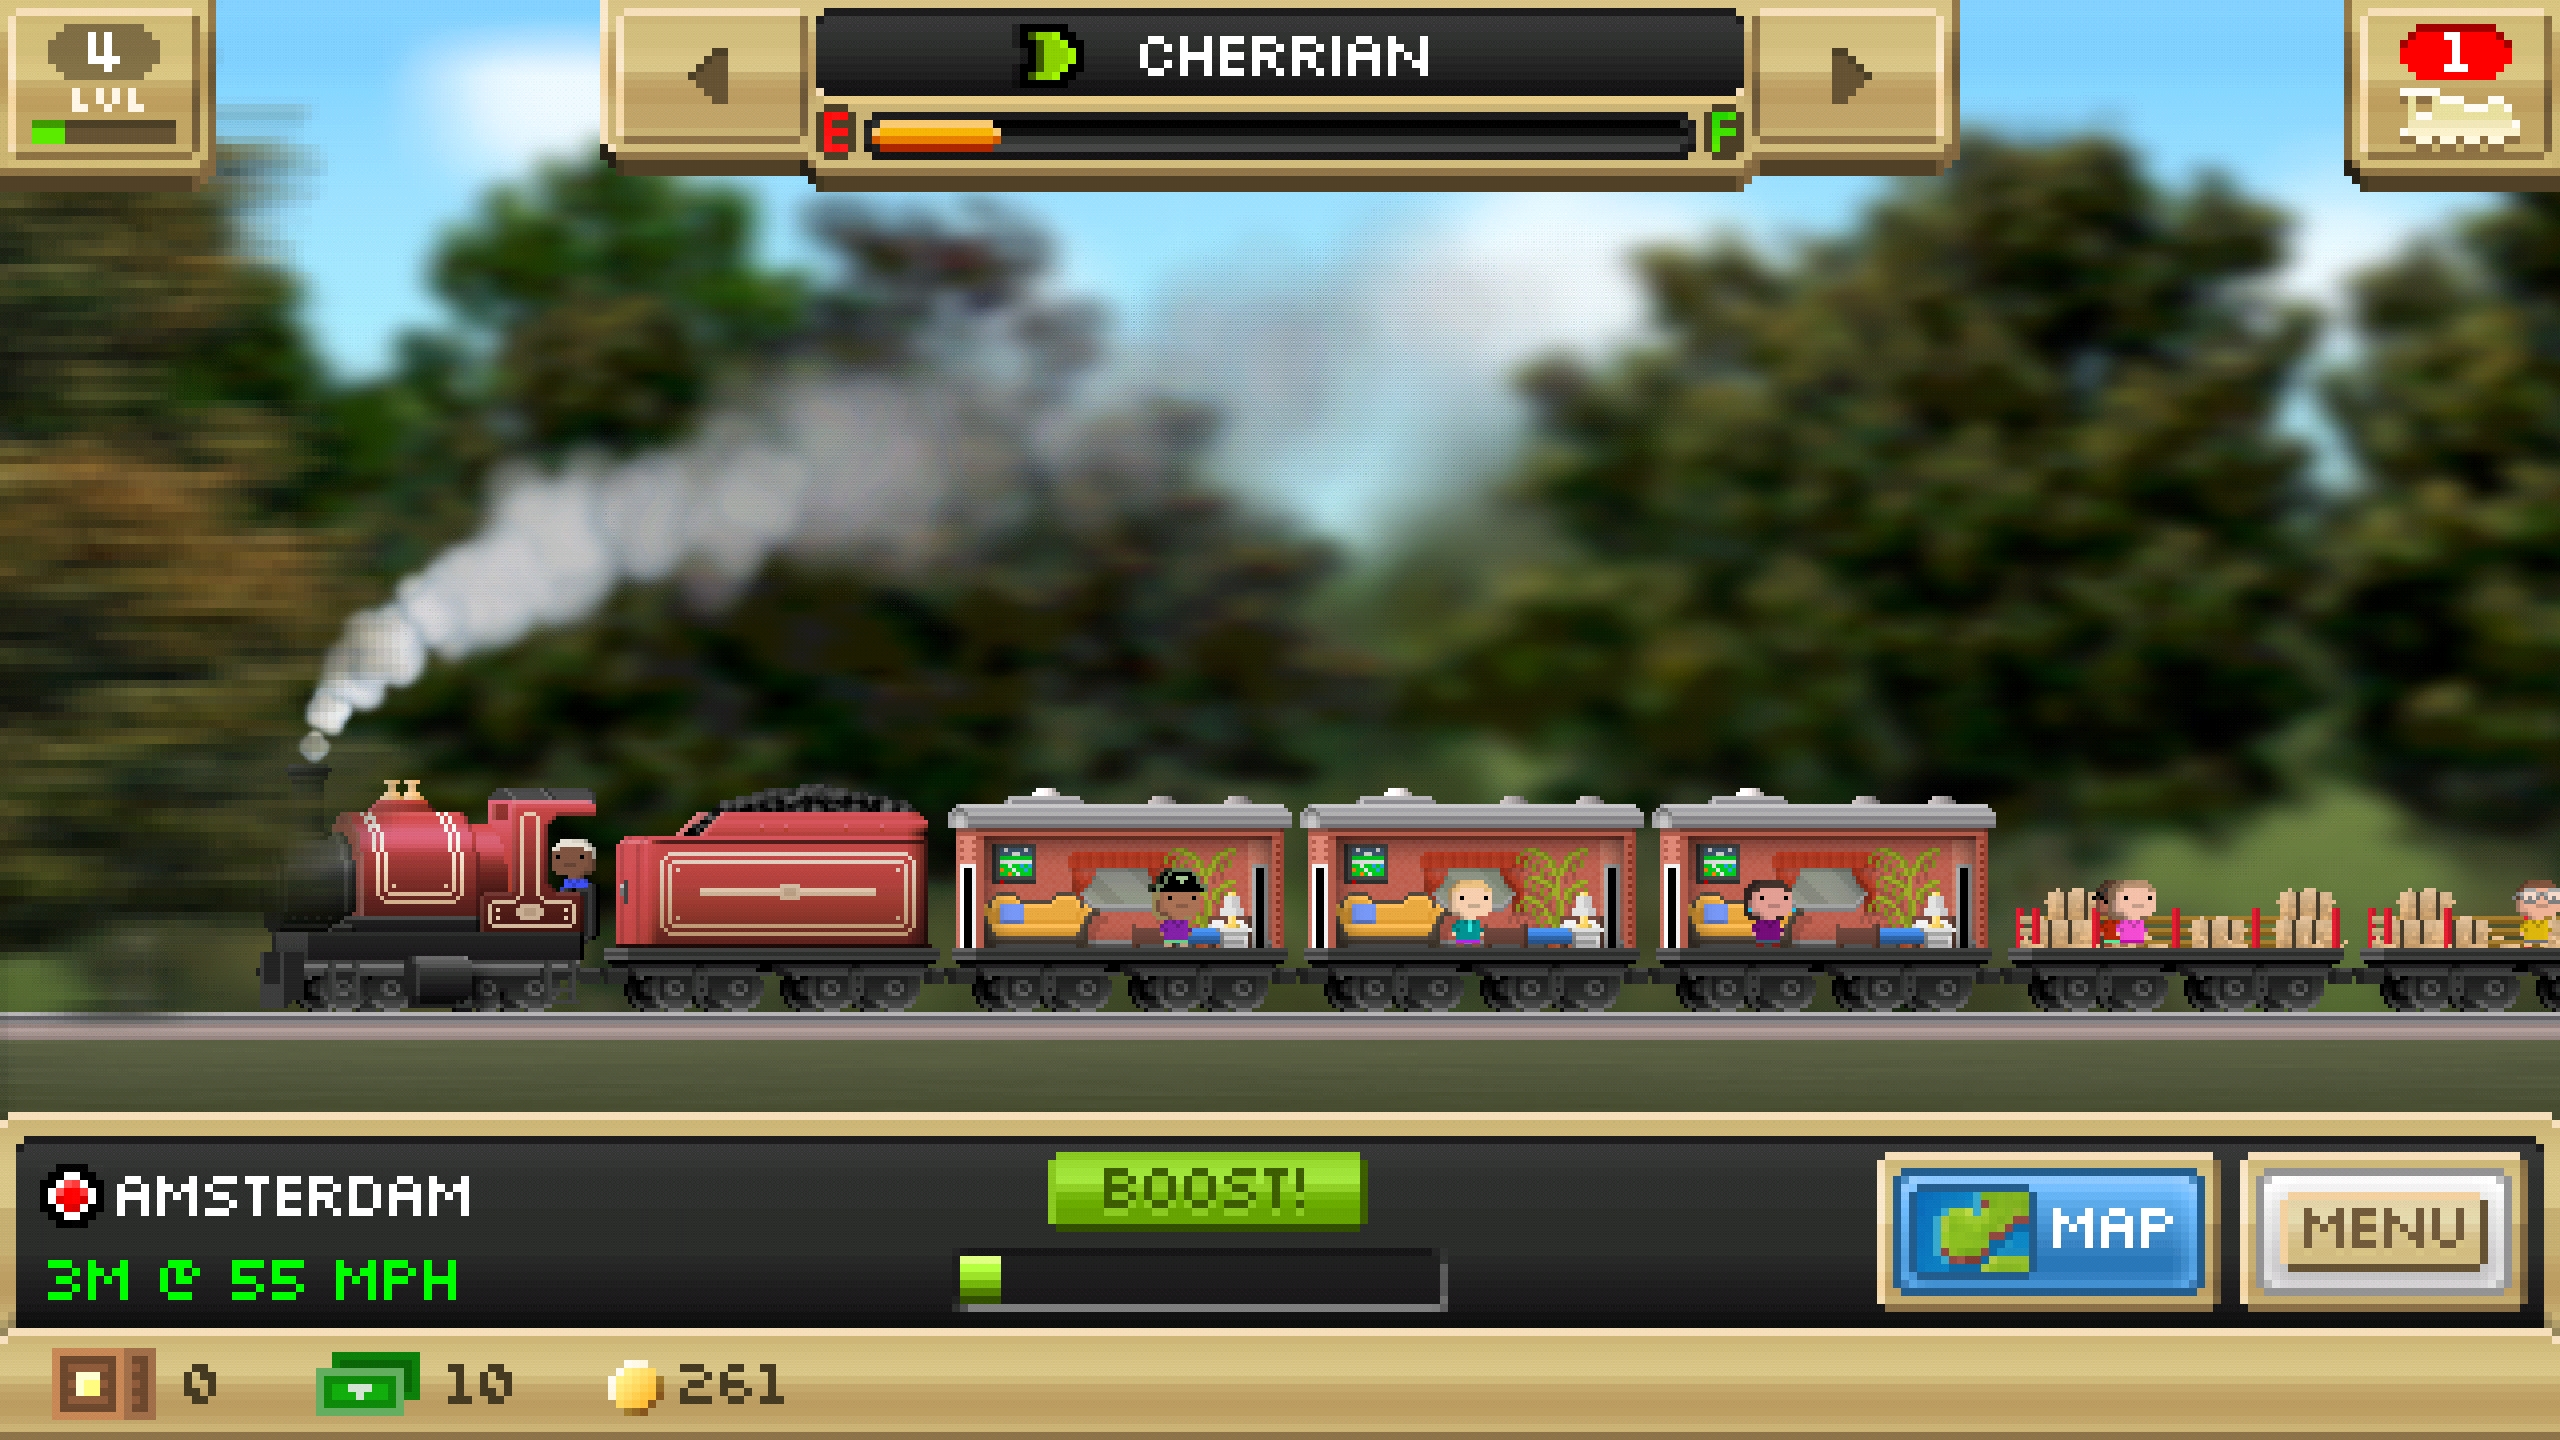 4
LVL
CHERRIAN
E F
1
AMSTERDAM
3M @ 55 MPH
BOOST!
MAP
MENU
0 10 261